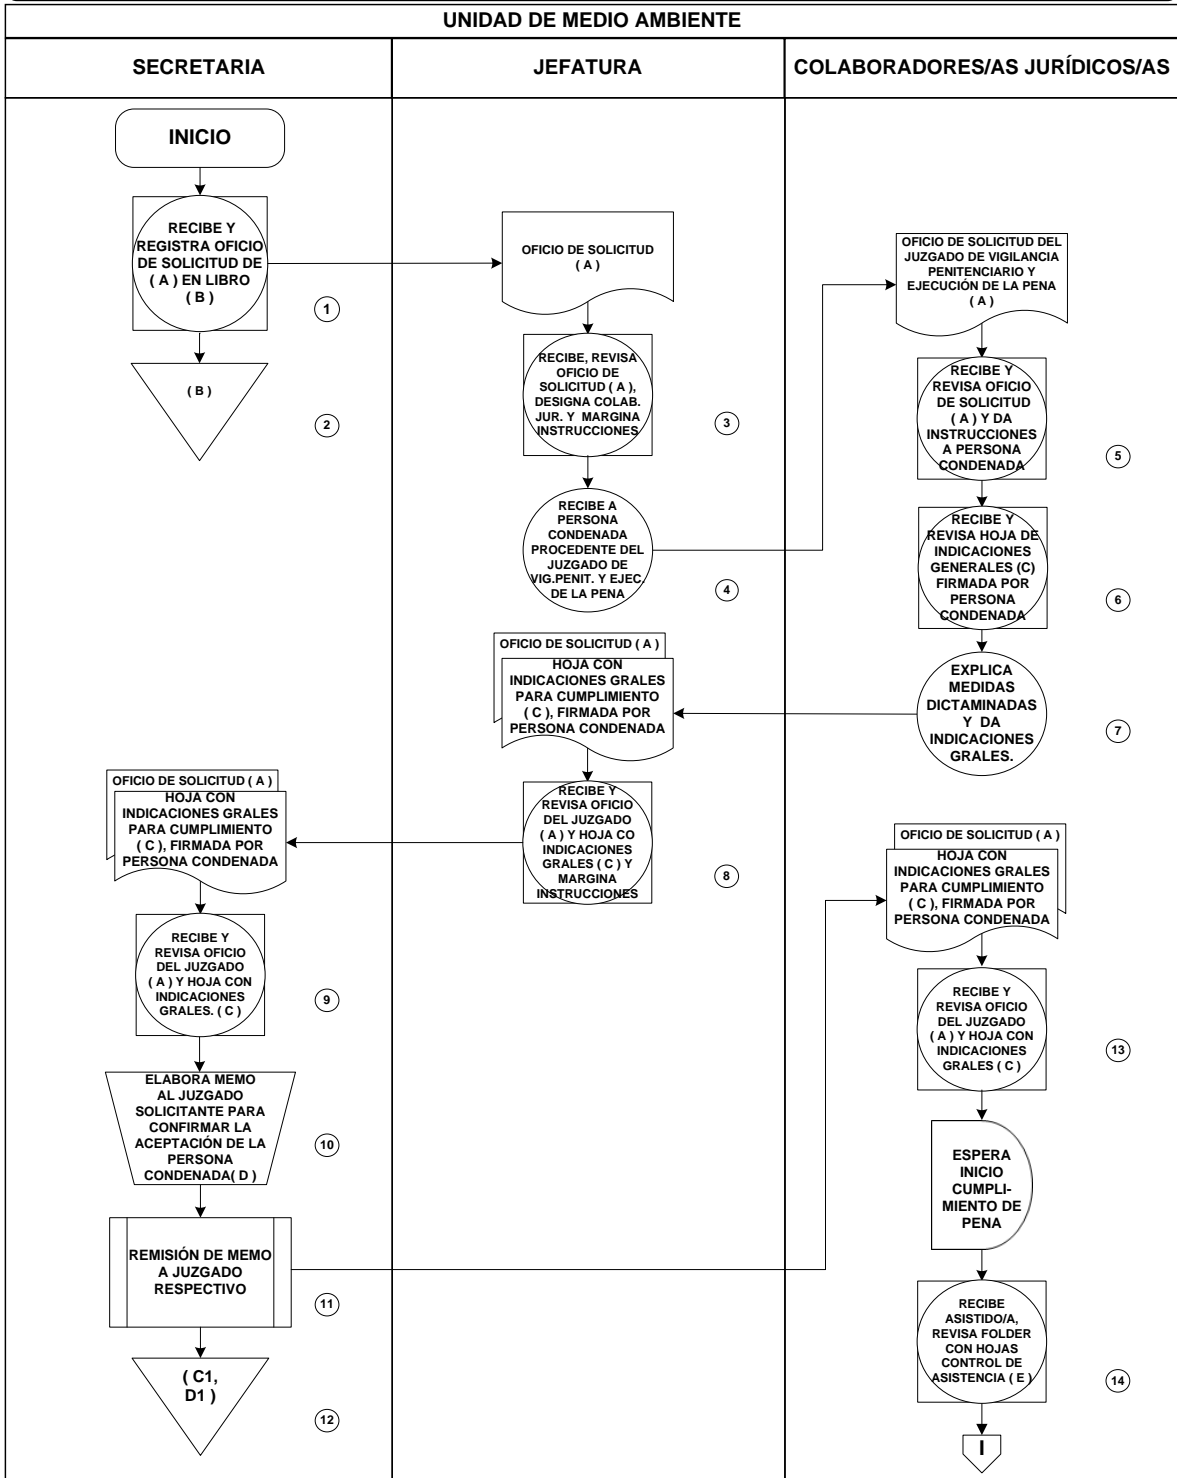 UNIDAD DE MEDIO AMBIENTE
SECRETARIA
JEFATURA
COLABORADORES/AS JURÍDICOS/AS
INICIO
RECIBE Y
REGISTRA OFICIO
DE SOLICITUD DE
( A ) EN LIBRO
( B )
1
( B )
2
OFICIO DE SOLICITUD
( A )
RECIBE, REVISA
OFICIO DE
SOLICITUD ( A ),
DESIGNA COLAB.
JUR. Y MARGINA
INSTRUCCIONES
3
RECIBE A
PERSONA
CONDENADA
PROCEDENTE DEL
JUZGADO DE
VIG.PENIT. Y EJEC.
DE LA PENA
4
OFICIO DE SOLICITUD DEL
JUZGADO DE VIGILANCIA
PENITENCIARIO Y
EJECUCIÓN DE LA PENA
( A )
RECIBE Y
REVISA OFICIO
DE SOLICITUD
( A ) Y DA
INSTRUCCIONES
A PERSONA
CONDENADA
5
RECIBE Y
REVISA HOJA DE
INDICACIONES
GENERALES (C)
FIRMADA POR
PERSONA
CONDENADA
6
EXPLICA
MEDIDAS
DICTAMINADAS
Y DA
INDICACIONES
GRALES.
7
OFICIO DE SOLICITUD ( A )
HOJA CON
INDICACIONES GRALES
PARA CUMPLIMIENTO
( C ), FIRMADA POR
PERSONA CONDENADA
RECIBE Y
REVISA OFICIO
DEL JUZGADO
( A ) Y HOJA CO
INDICACIONES
GRALES ( C ) Y
MARGINA
INSTRUCCIONES
8
OFICIO DE SOLICITUD ( A )
HOJA CON
INDICACIONES GRALES
PARA CUMPLIMIENTO
( C ), FIRMADA POR
PERSONA CONDENADA
RECIBE Y
REVISA OFICIO
DEL JUZGADO
( A ) Y HOJA CON
INDICACIONES
GRALES. ( C )
9
ELABORA MEMO
AL JUZGADO
SOLICITANTE PARA
CONFIRMAR LA
ACEPTACIÓN DE LA
PERSONA
CONDENADA( D )
10
REMISIÓN DE MEMO
A JUZGADO
RESPECTIVO
11
( C1,
D1 )
12
OFICIO DE SOLICITUD ( A )
HOJA CON
INDICACIONES GRALES
PARA CUMPLIMIENTO
( C ), FIRMADA POR
PERSONA CONDENADA
RECIBE Y
REVISA OFICIO
DEL JUZGADO
( A ) Y HOJA CON
INDICACIONES
GRALES ( C )
13
ESPERA
INICIO
CUMPLI-
MIENTO DE
PENA
RECIBE
ASISTIDO/A,
REVISA FOLDER
CON HOJAS
CONTROL DE
ASISTENCIA ( E )
14
I